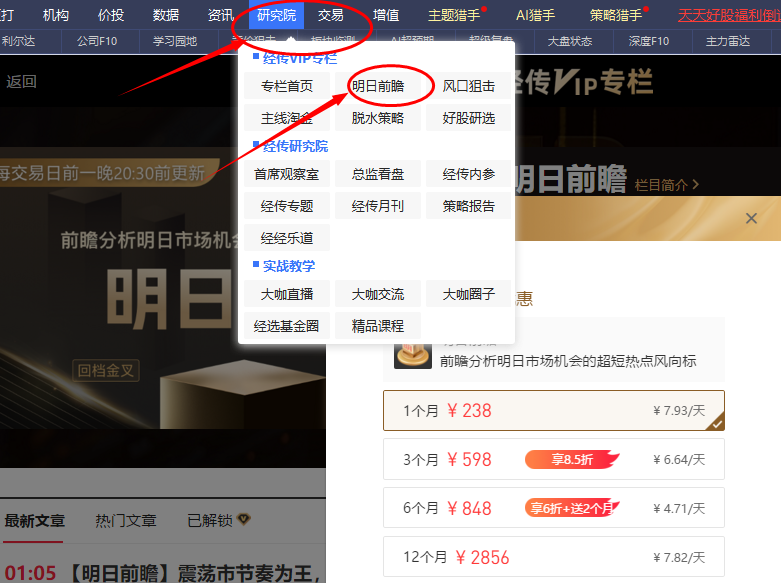 打 机构 价投 数据 资讯 研究院 交易 增值 主题猎手 AI猎手 策略猎手 天天好股福利倒
利尔达 公司F10 学习园地 大盘状态 深度F10 主力雷达
返回
经传VIP专栏
经传VIP专栏
专栏首页 明日前瞻 风口狙击
主线淘金 脱水策略 好股研选
经传研究院
首席观察室 总监看盘 经传内参
经传专题 经传月刊 策略报告
经经乐道
实战教学
大咖直播 大咖交流 大咖圈子
经选基金圈 精品课程
每交易日前一晚20:30前更新
明日前瞻 栏目简介 >
前瞻分析明日市场机会
明日
回档金叉
惠
前瞻分析明日市场机会的超短热点风向标
1个月 ¥ 238 ¥ 7.93/天
3个月 ¥ 598 享8.5折 ¥ 6.64/天
6个月 ¥ 848 享6折+送2个月 ¥ 4.71/天
12个月 ¥ 2856 ¥ 7.82/天
最新文章 热门文章 已解锁
01:05 【明日前瞻】震荡市节奏为王,